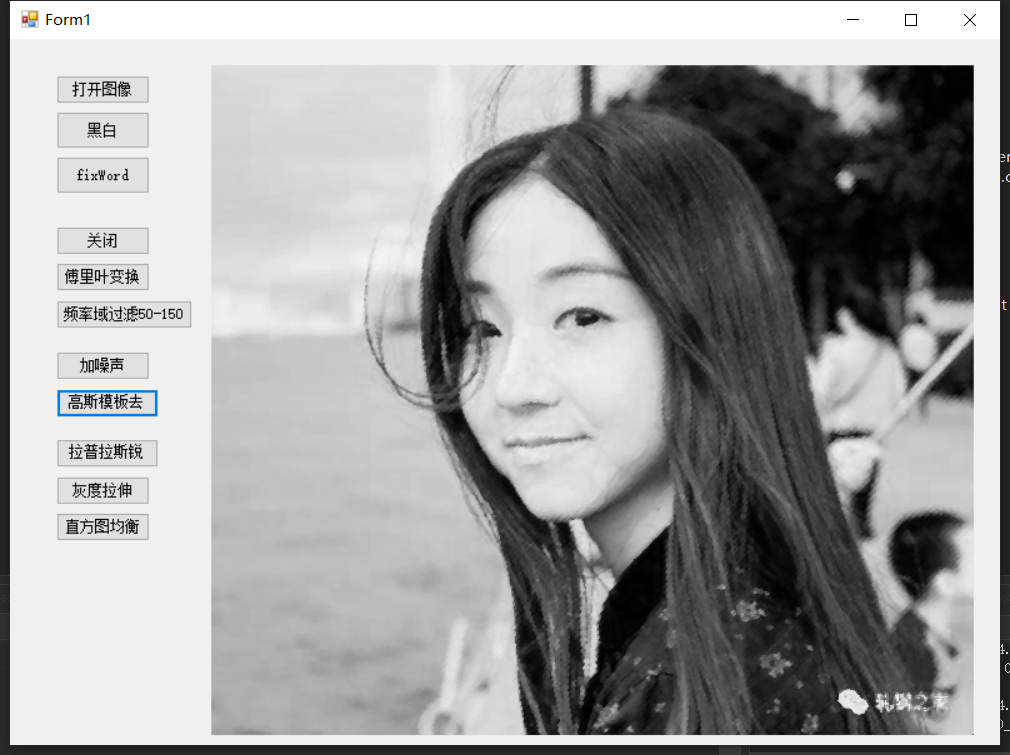 Form1
打开图像
黑白
fixWord
关闭
傅里叶变换
频率域过滤50-150
加噪声
高斯模板去
拉普拉斯锐
灰度拉伸
直方图均衡